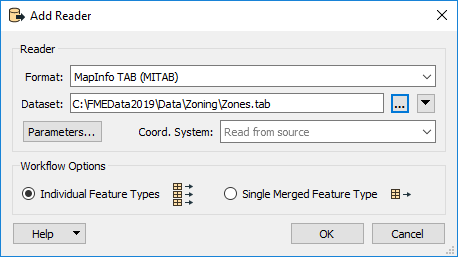 Add Reader
Reader
Format: MapInfo TAB (MITAB)
Dataset: C:\FMEData2019\Data\Zoning\Zones.tab ...
Parameters... Coord. System: Read from source
Workflow Options
Individual Feature Types Single Merged Feature Type
Help OK Cancel